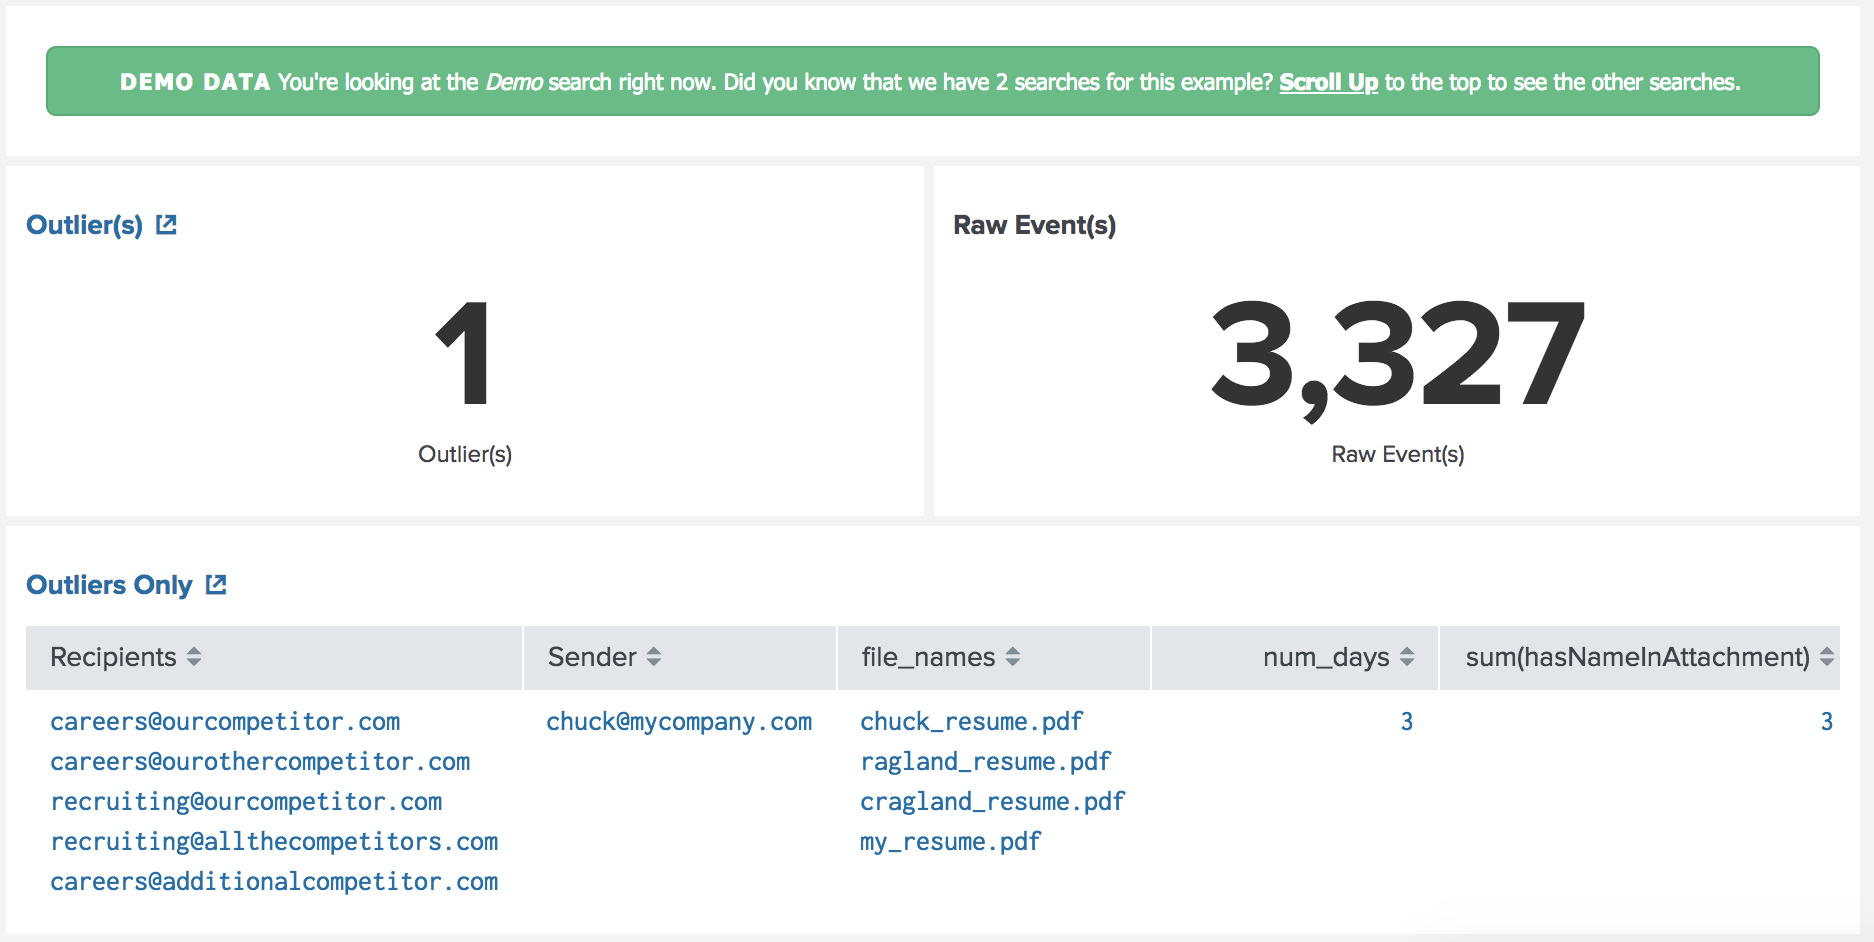 DEMO DATA You're looking at the Demo search right now. Did you know that we have 2 searches for this example? Scroll Up to the top to see the other searches.
Outlier(s)
1
Outlier(s)
Raw Event(s)
3,327
Raw Event(s)
Outliers Only
Recipients Sender file_names num_days sum(hasNameInAttachment)
careers@ourcompetitor.com chuck@mycompany.com chuck_resume.pdf 3 3
careers@ourothercompetitor.com ragland_resume.pdf
recruiting@ourcompetitor.com cragland_resume.pdf
recruiting@allthecompetitors.com my_resume.pdf
careers@additionalcompetitor.com